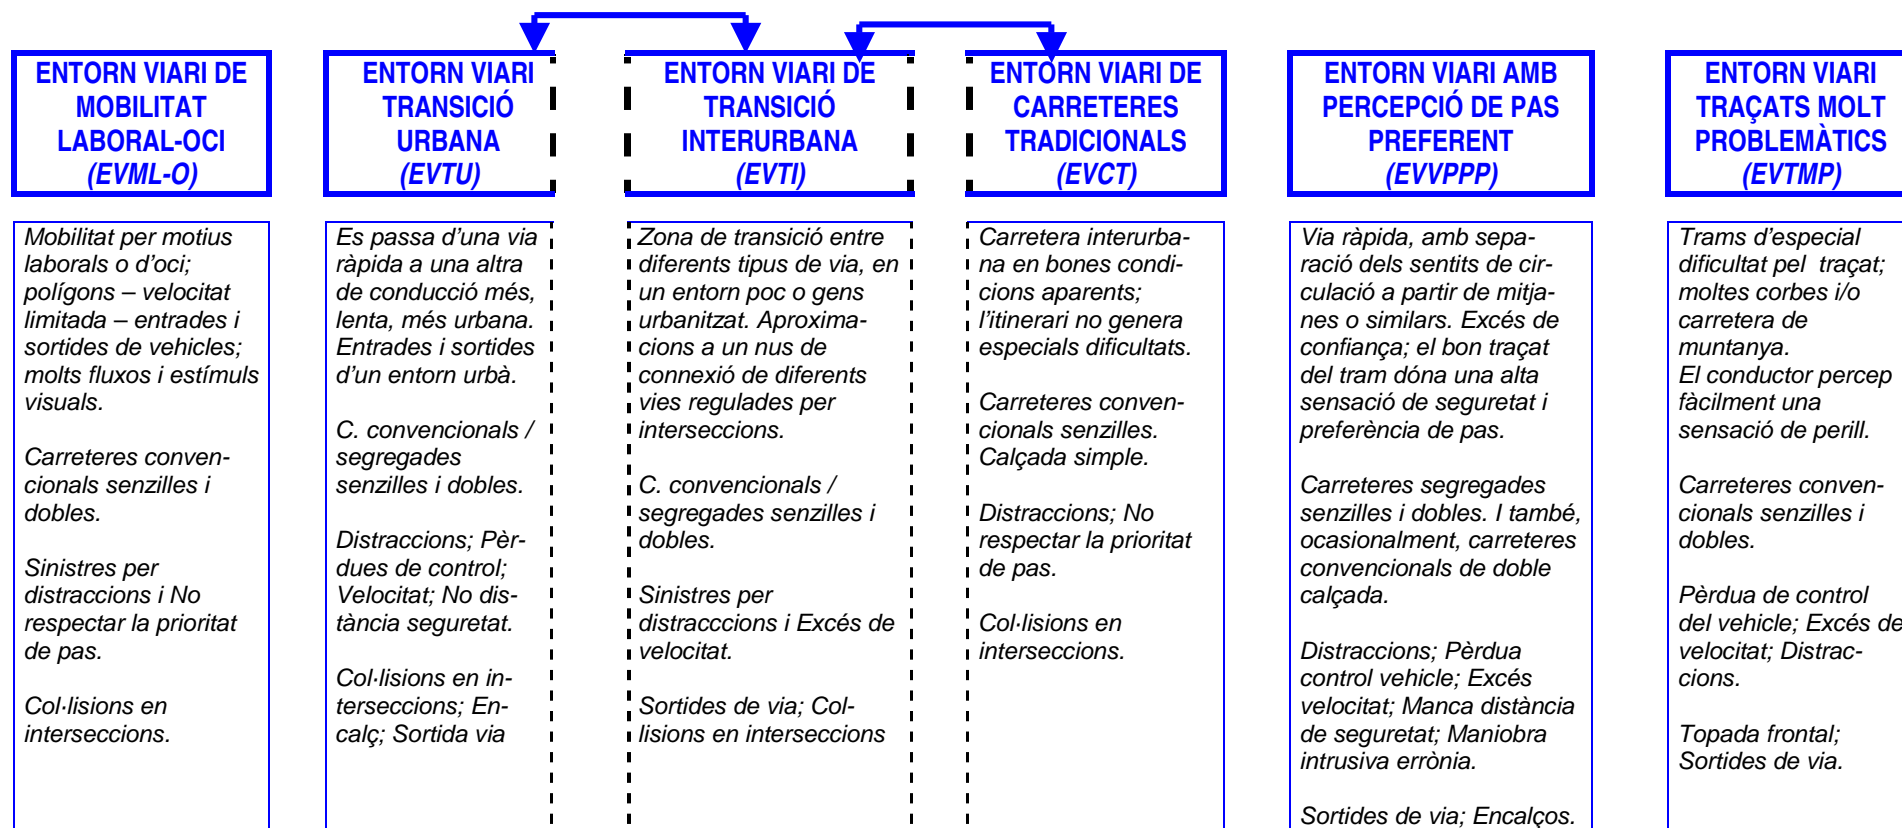 ENTORN VIARI DE
MOBILITAT
LABORAL-OCI
(EVML-O)
Mobilitat per motius
laborals o d'oci;
polígons – velocitat
limitada – entrades i
sortides de vehicles;
molts fluxos i estímuls
visuals.
Carreteres conven-
cionals senzilles i
dobles.
Sinistres per
distraccions i No
respectar la prioritat
de pas.
Col·lisions en
interseccions.
ENTORN VIARI
TRANSICIÓ
URBANA
(EVTU)
Es passa d'una via
ràpida a una altra
de conducció més,
lenta, més urbana.
Entrades i sortides
d'un entorn urbà.
C. convencionals /
segregades
senzilles i dobles.
Distraccions; Pèr-
dues de control;
Velocitat; No dis-
tància seguretat.
Col·lisions en in-
terseccions; En-
calç; Sortida via
ENTORN VIARI DE
TRANSICIÓ
INTERURBANA
(EVTI)
Zona de transició entre
diferents tipus de via, en
un entorn poc o gens
urbanitzat. Aproxima-
cions a un nus de
connexió de diferents
vies regulades per
interseccions.
C. convencionals /
segregades senzilles i
dobles.
Sinistres per
distracccions i Excés de
velocitat.
Sortides de via; Col-
lisions en interseccions
ENTORN VIARI DE
CARRETERES
TRADICIONALS
(EVCT)
Carretera interurba-
na en bones condi-
cions aparents;
l'itinerari no genera
especials dificultats.
Carreteres conven-
cionals senzilles.
Calçada simple.
Distraccions; No
respectar la prioritat
de pas.
Col·lisions en
interseccions.
ENTORN VIARI AMB
PERCEPCIÓ DE PAS
PREFERENT
(EVVPPP)
Via ràpida, amb sepa-
ració dels sentits de cir-
culació a partir de mitja-
nes o similars. Excés de
confiança; el bon traçat
del tram dóna una alta
sensació de seguretat i
preferència de pas.
Carreteres segregades
senzilles i dobles. I també,
ocasionalment, carreteres
convencionals de doble
calçada.
Distraccions; Pèrdua
control vehicle; Excés
velocitat; Manca distància
de seguretat; Maniobra
intrusiva errònia.
Sortides de via; Encalços.
ENTORN VIARI
TRAÇATS MOLT
PROBLEMÀTICS
(EVTMP)
Trams d'especial
dificultat pel traçat;
moltes corbes i/o
carretera de
muntanya.
El conductor percep
fàcilment una
sensació de perill.
Carreteres conven-
cionals senzilles i
dobles.
Pèrdua de control
del vehicle; Excés de
velocitat; Distrac-
cions.
Topada frontal;
Sortides de via.